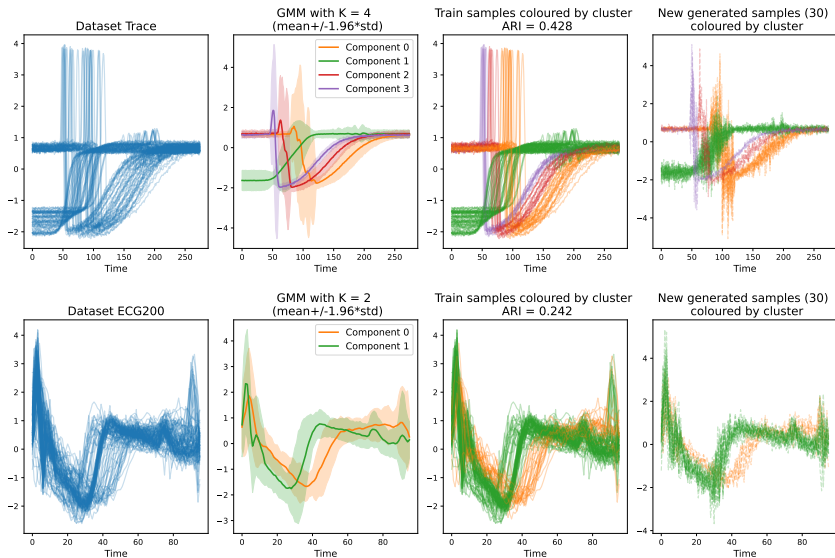 Dataset Trace
4
3
2
1
0
−1
−2
0 50 100 150 200 250
Time
GMM with K = 4
(mean+/-1.96*std)
Component 0
Component 1
Component 2
Component 3
4
2
0
−2
−4
0 50 100 150 200 250
Time
Train samples coloured by cluster
ARI = 0.428
4
3
2
1
0
−1
−2
0 50 100 150 200 250
Time
New generated samples (30)
coloured by cluster
4
2
0
−2
−4
0 50 100 150 200 250
Time
Dataset ECG200
4
3
2
1
0
−1
−2
0 20 40 60 80
Time
GMM with K = 2
(mean+/-1.96*std)
Component 0
Component 1
4
3
2
1
0
−1
−2
−3
0 20 40 60 80
Time
Train samples coloured by cluster
ARI = 0.242
4
3
2
1
0
−1
−2
0 20 40 60 80
Time
New generated samples (30)
coloured by cluster
4
2
0
−2
−4
0 20 40 60 80
Time